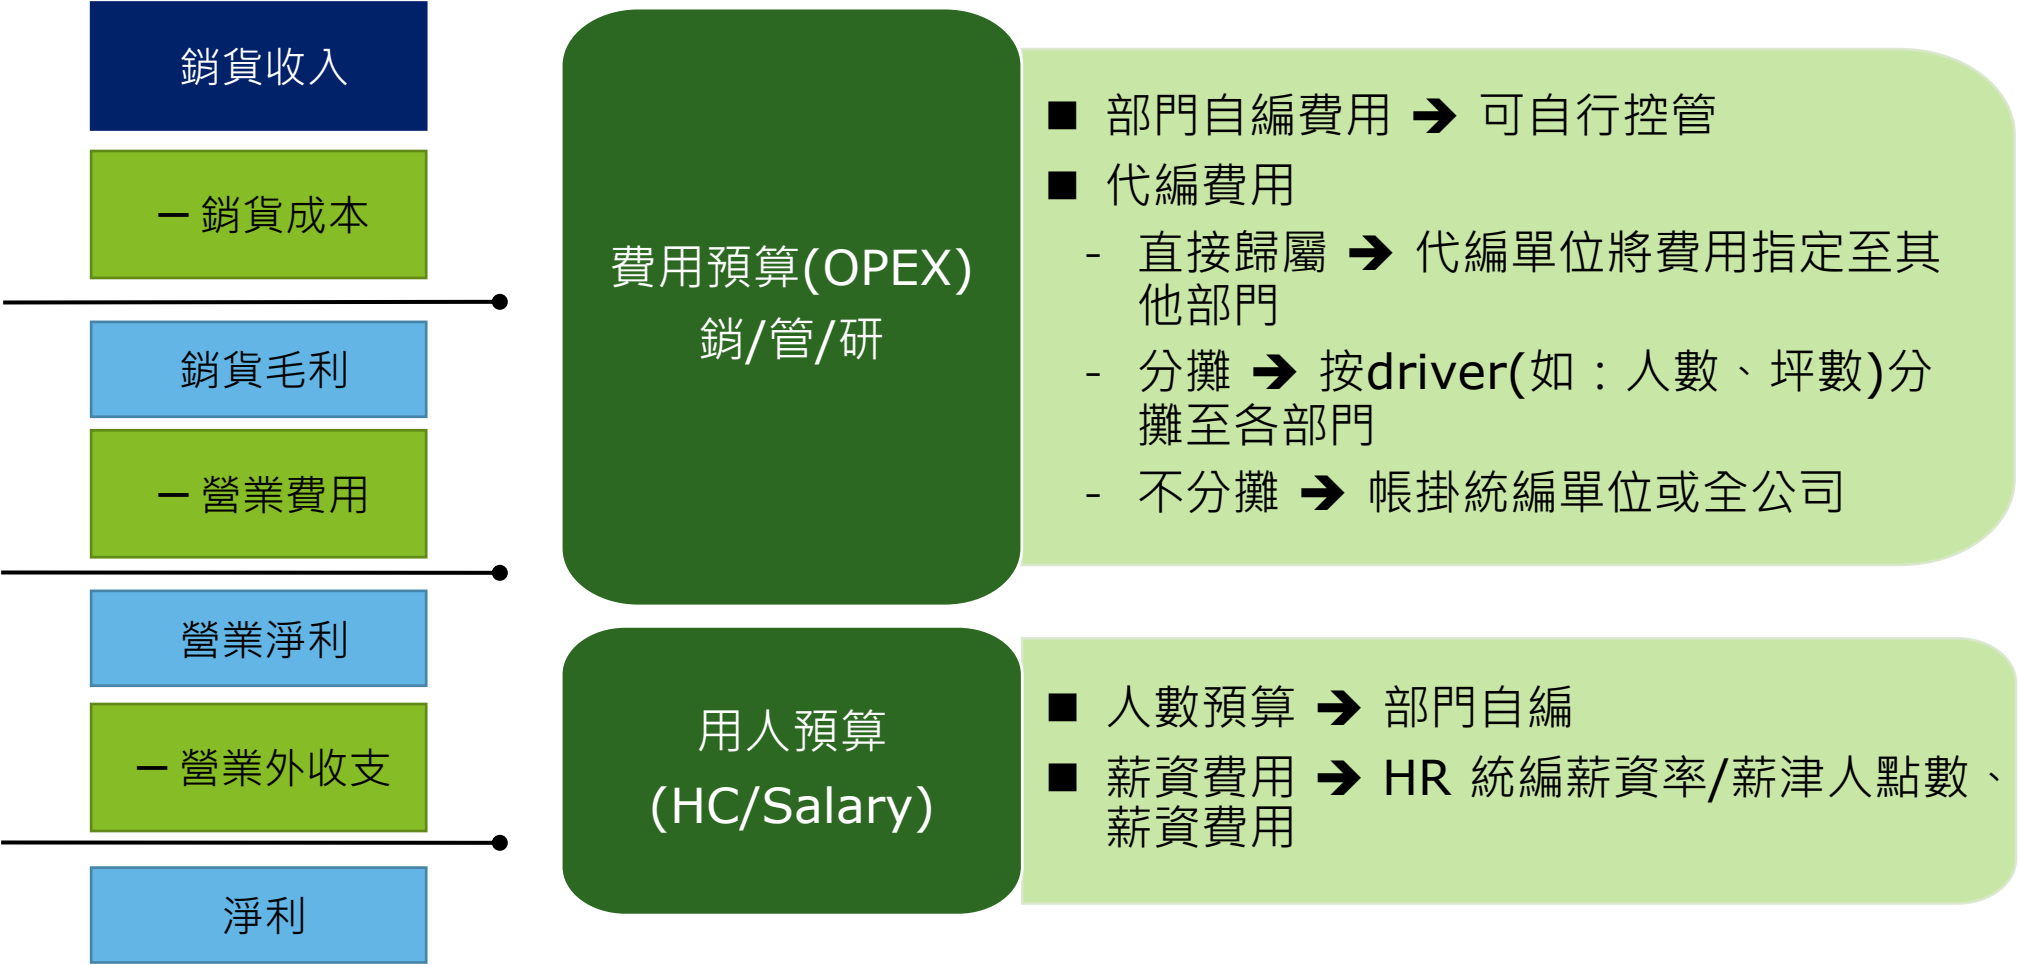 銷貨收入
－銷貨成本
銷貨毛利
－營業費用
營業淨利
－營業外收支
淨利
費用預算(OPEX)
銷/管/研
■ 部門自編費用 ➔ 可自行控管
■ 代編費用
- 直接歸屬 ➔ 代編單位將費用指定至其
他部門
- 分攤 ➔ 按driver(如：人數、坪數)分
攤至各部門
- 不分攤 ➔ 帳掛統編單位或全公司
用人預算
(HC/Salary)
■ 人數預算 ➔ 部門自編
■ 薪資費用 ➔ HR 統編薪資率/薪津人點數、
薪資費用